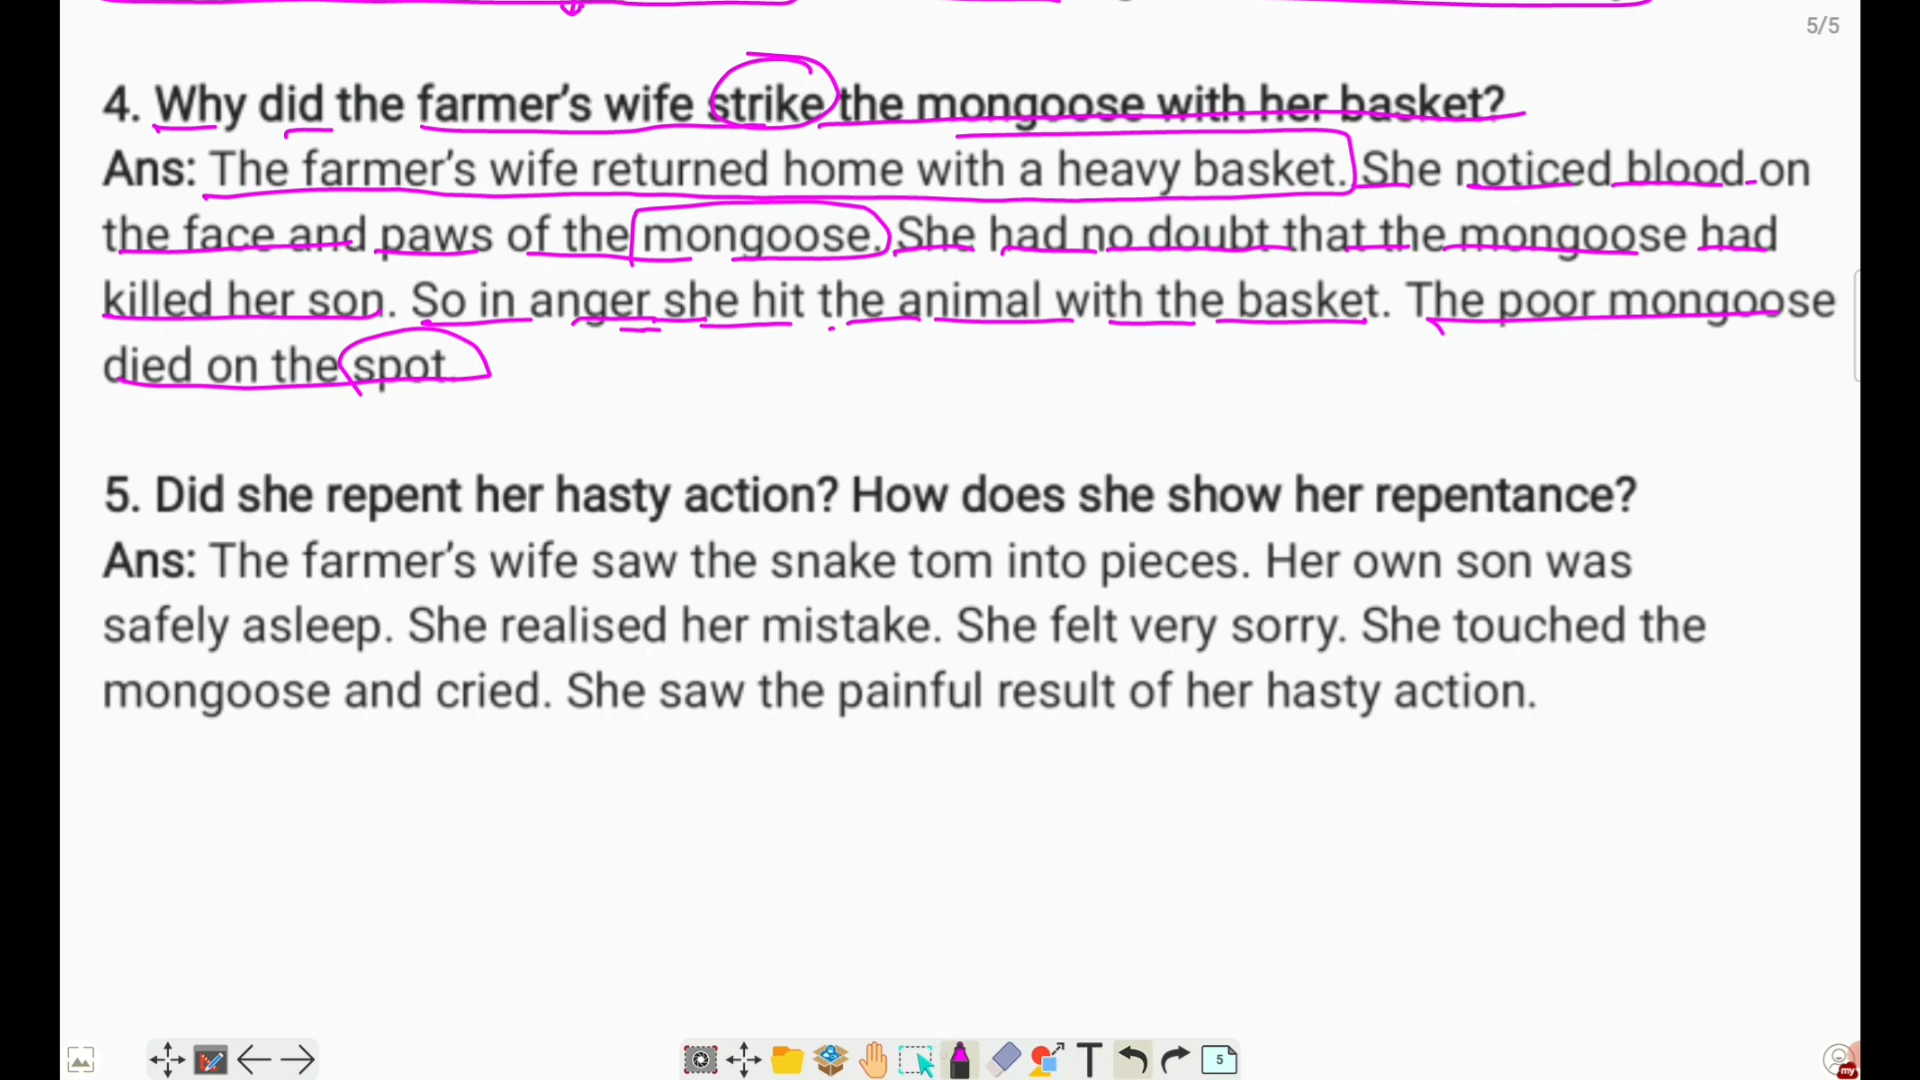 5/5
4. Why did the farmer's wife strike the mongoose with her basket?
Ans: The farmer's wife returned home with a heavy basket. She noticed blood on
the face and paws of the mongoose. She had no doubt that the mongoose had
killed her son. So in anger she hit the animal with the basket. The poor mongoose
died on the spot.
5. Did she repent her hasty action? How does she show her repentance?
Ans: The farmer's wife saw the snake tom into pieces. Her own son was
safely asleep. She realised her mistake. She felt very sorry. She touched the
mongoose and cried. She saw the painful result of her hasty action.
T
5
my